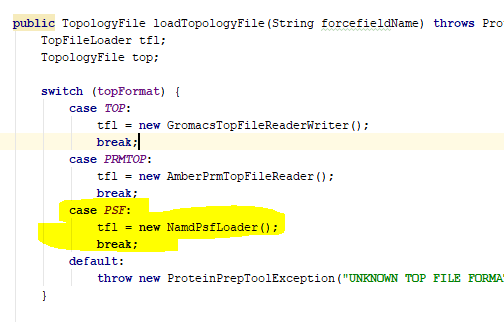 public TopologyFile loadTopologyFile(String forcefieldName) throws Pro
TopFileLoader tfl;
TopologyFile top;
switch (topFormat) {
case TOP:
tfl = new GromacsTopFileReaderWriter();
break;
case PRMTOP:
tfl = new AmberPrmTopFileReader();
break;
case PSF:
tfl = new NamdPsfLoader();
break;
default:
throw new ProteinPrepToolException("UNKNOWN TOP FILE FORMA
}